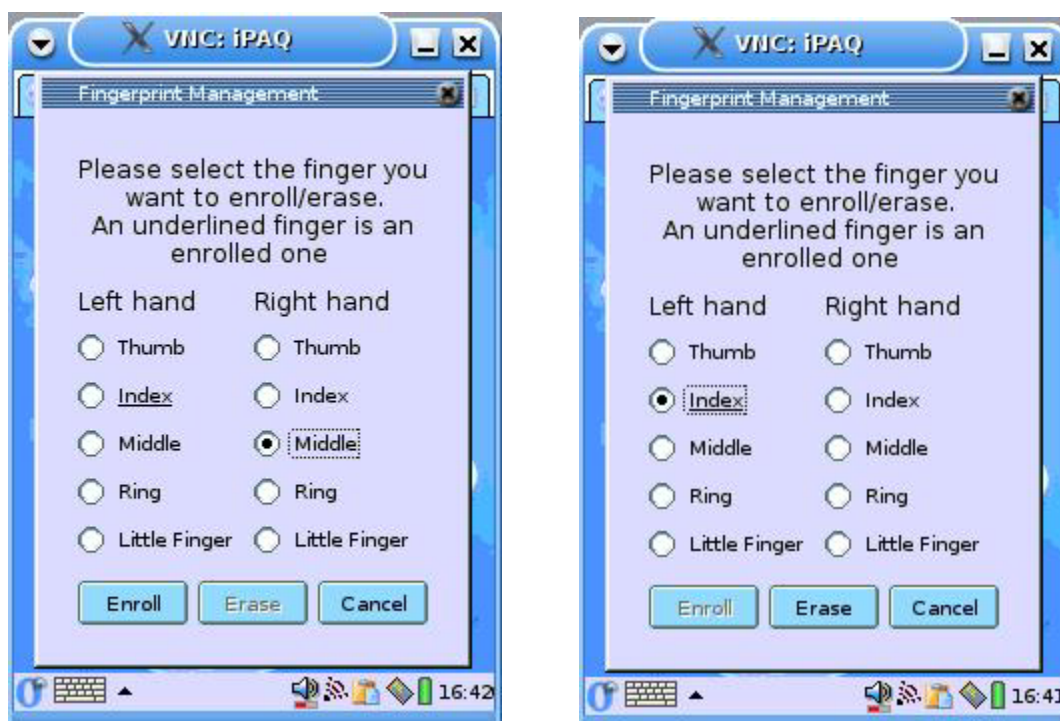 VNC: iPAQ
Fingerprint Management
Please select the finger you
want to enroll/erase.
An underlined finger is an
enrolled one
Left hand Right hand
Thumb Thumb
Index Index
Middle Middle
Ring Ring
Little Finger Little Finger
Enroll Erase Cancel
16:42
VNC: iPAQ
Fingerprint Management
Please select the finger you
want to enroll/erase.
An underlined finger is an
enrolled one
Left hand Right hand
Thumb Thumb
Index Index
Middle Middle
Ring Ring
Little Finger Little Finger
Enroll Erase Cancel
16:41